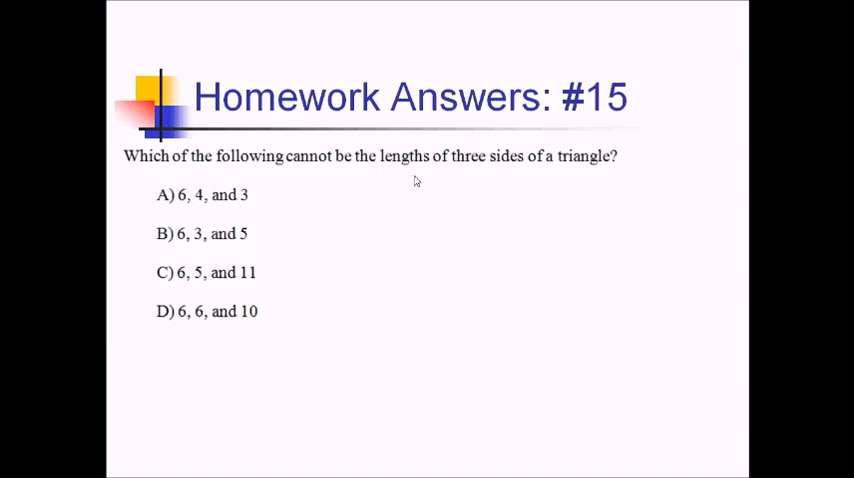 Homework Answers: #15
Which of the following cannot be the lengths of three sides of a triangle?
A) 6, 4, and 3
B) 6, 3, and 5
C) 6, 5, and 11
D) 6, 6, and 10